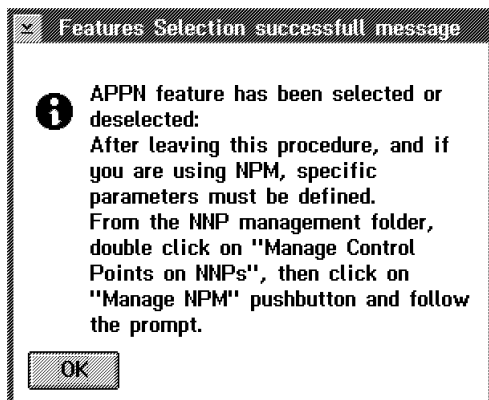 Features Selection successfull message
APPN feature has been selected or
deselected:
After leaving this procedure, and if
you are using NPM, specific
parameters must be defined.
From the NNP management folder,
double click on "Manage Control
Points on NNPs", then click on
"Manage NPM" pushbutton and follow
the prompt.
OK